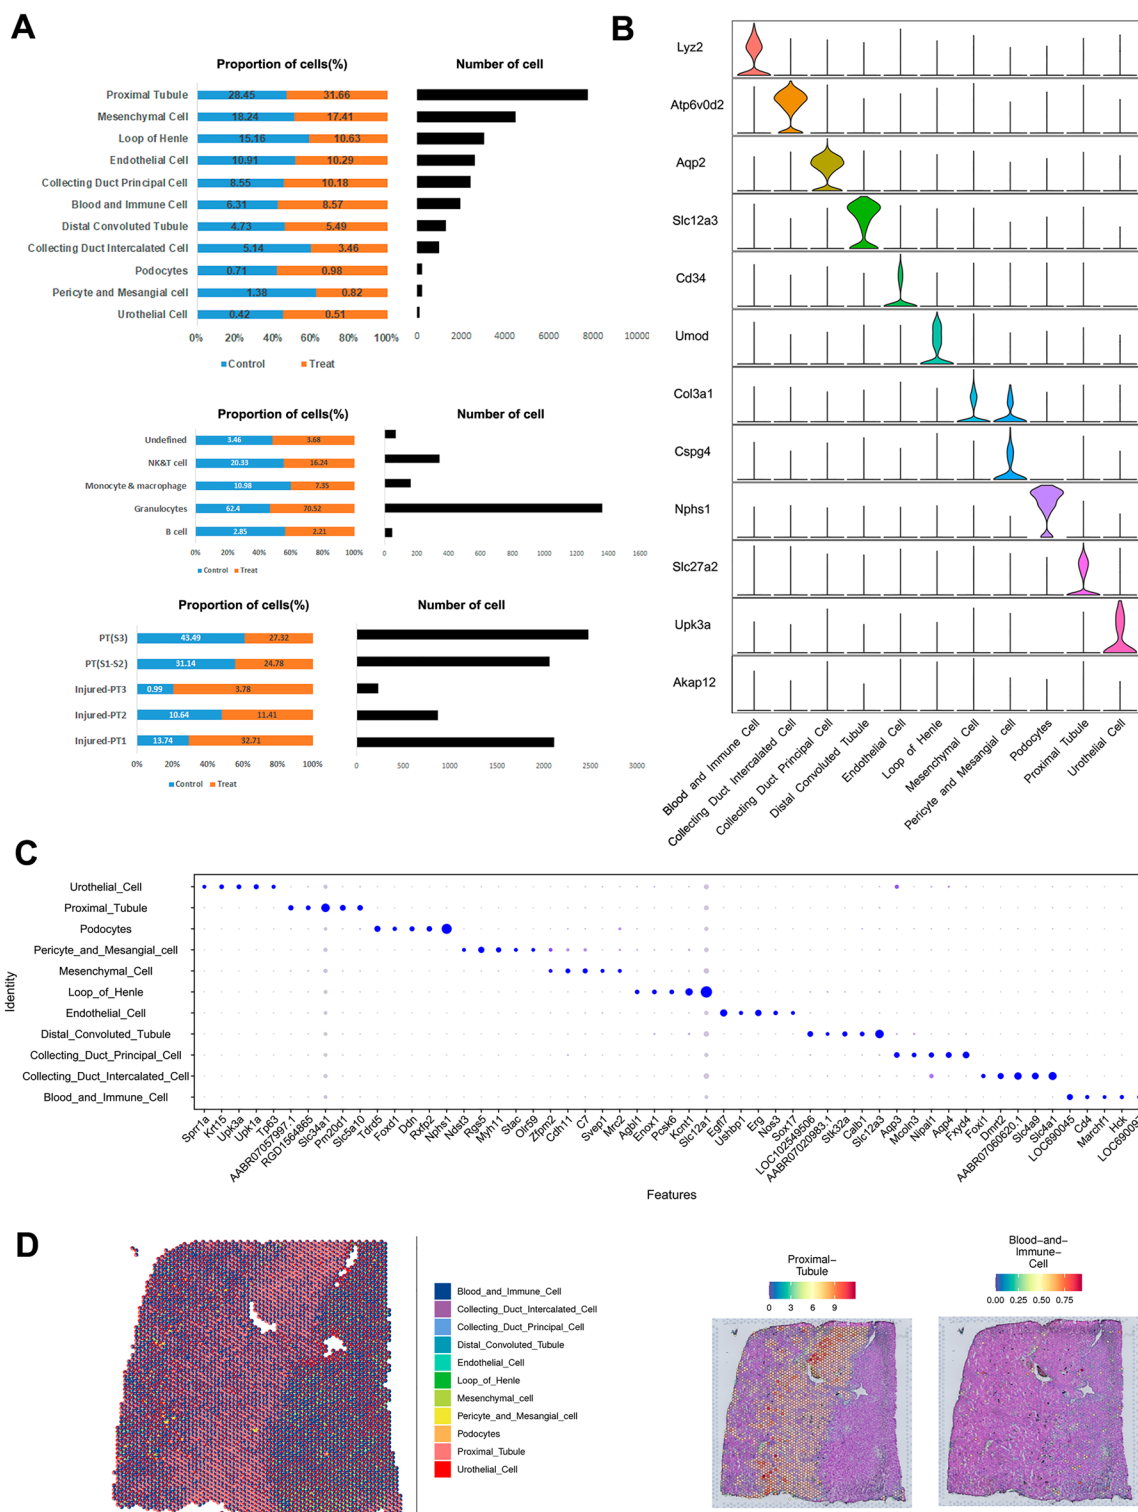 A
Proportion of cells(%)
Number of cell
Proximal Tubule 28.45 31.66
Mesenchymal Cell 18.24 17.41
Loop of Henle 15.16 10.63
Endothelial Cell 10.91 10.29
Collecting Duct Principal Cell 8.55 10.18
Blood and Immune Cell 6.31 8.57
Distal Convoluted Tubule 4.73 5.49
Collecting Duct Intercalated Cell 5.14 3.46
Podocytes 0.71 0.98
Pericyte and Mesangial cell 1.38 0.82
Urothelial Cell 0.42 0.51
0% 20% 40% 60% 80% 100%
0 2000 4000 6000 8000 10000
Control Treat
Proportion of cells(%)
Number of cell
Undefined 3.46 3.68
NK&T cell 20.33 16.24
Monocyte & macrophage 10.98 7.35
Granulocytes 62.4 70.52
B cell 2.85 2.21
0% 20% 40% 60% 80% 100%
0 200 400 600 800 1000 1200 1400 1600
Control Treat
Proportion of cells(%)
Number of cell
PT(S3) 43.49 27.32
PT(S1-S2) 31.14 24.78
Injured-PT3 0.99 3.78
Injured-PT2 10.64 11.41
Injured-PT1 13.74 32.71
0% 20% 40% 60% 80% 100%
0 500 1000 1500 2000 2500 3000
Control Treat
B
Lyz2
Atp6v0d2
Aqp2
Slc12a3
Cd34
Umod
Col3a1
Cspg4
Nphs1
Slc27a2
Upk3a
Akap12
Blood and Immune Cell
Collecting Duct Intercalated Cell
Collecting Duct Principal Cell
Distal Convoluted Tubule
Endothelial Cell
Loop of Henle
Mesenchymal Cell
Pericyte and Mesangial cell
Podocytes
Proximal Tubule
Urothelial Cell
C
Identity
Urothelial_Cell
Proximal_Tubule
Podocytes
Pericyte_and_Mesangial_cell
Mesenchymal_Cell
Loop_of_Henle
Endothelial_Cell
Distal_Convoluted_Tubule
Collecting_Duct_Principal_Cell
Collecting_Duct_Intercalated_Cell
Blood_and_Immune_Cell
Sprr1a
Krt15
Upk3a
Upk1a
Tp63
AABR07057997.1
RGD1564865
Slc34a1
Pm20d1
Slc5a10
Tdrd5
Foxd1
Ddn
Rxfp2
Nphs1
Ndst3
Rgs5
Myh11
Stac
Olr59
Zfpm2
Cdh11
C7
Svep1
Mrc2
Agbl1
Enox1
Pcsk6
Kcnt1
Slc12a1
Egfl7
Ushbp1
Erg
Nos3
Sox17
LOC102549506
AABR07020983.1
Stk32a
Calb1
Slc12a3
Aqp3
Mcoln3
Nipal1
Aqp4
Fxyd4
Foxi1
Dmrt2
AABR07060620.1
Slc4a9
Slc4a1
LOC690045
Cd4
Marchf1
Hck
Features
D
Blood_and_Immune_Cell
Collecting_Duct_Intercalated_Cell
Collecting_Duct_Principal_Cell
Distal_Convoluted_Tubule
Endothelial_Cell
Loop_of_Henle
Mesenchymal_cell
Pericyte_and_Mesangial_cell
Podocytes
Proximal_Tubule
Urothelial_Cell
Proximal-
Tubule
0 3 6 9
Blood-and-
Immune-
Cell
0.00 0.25 0.50 0.75